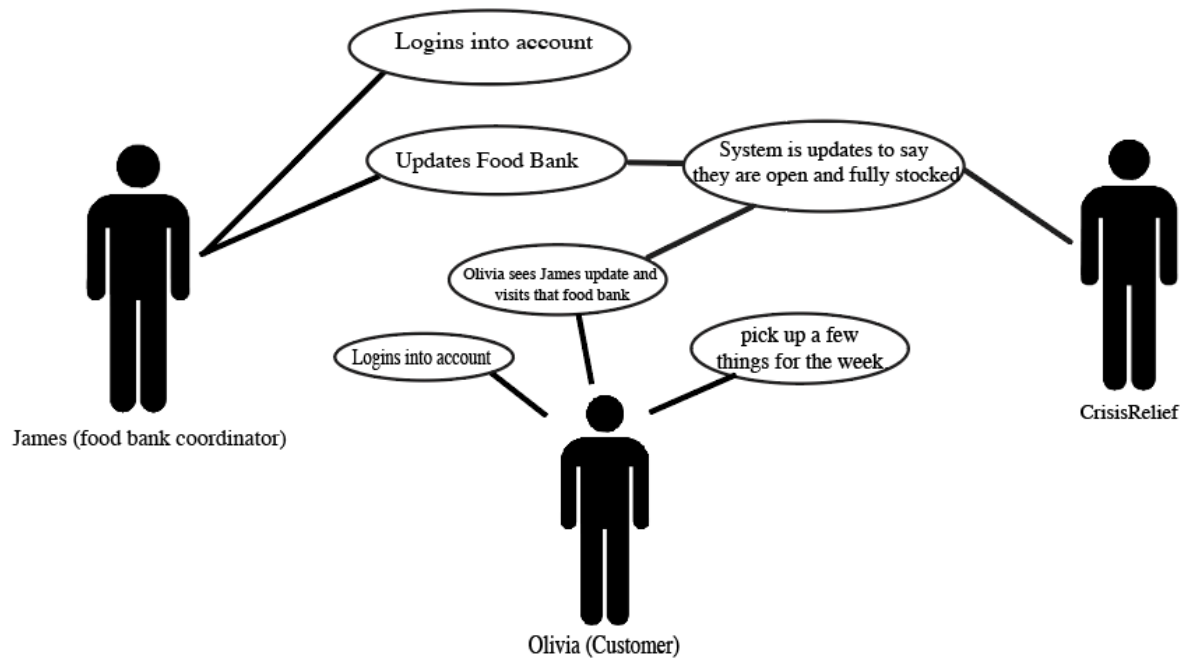 Logins into account
Updates Food Bank
System is updates to say
they are open and fully stocked
Olivia sees James update and
visits that food bank
Logins into account
pick up a few
things for the week
James (food bank coordinator)
CrisisRelief
Olivia (Customer)